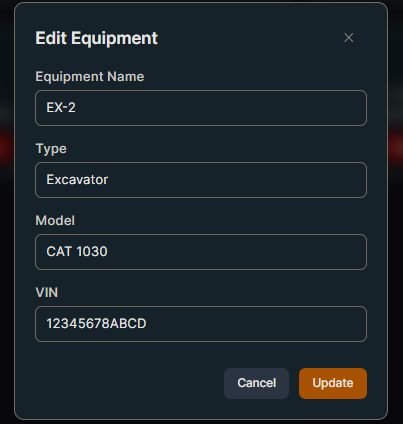 Edit Equipment
Equipment Name
EX-2
Type
Excavator
Model
CAT 1030
VIN
12345678ABCD
Cancel Update